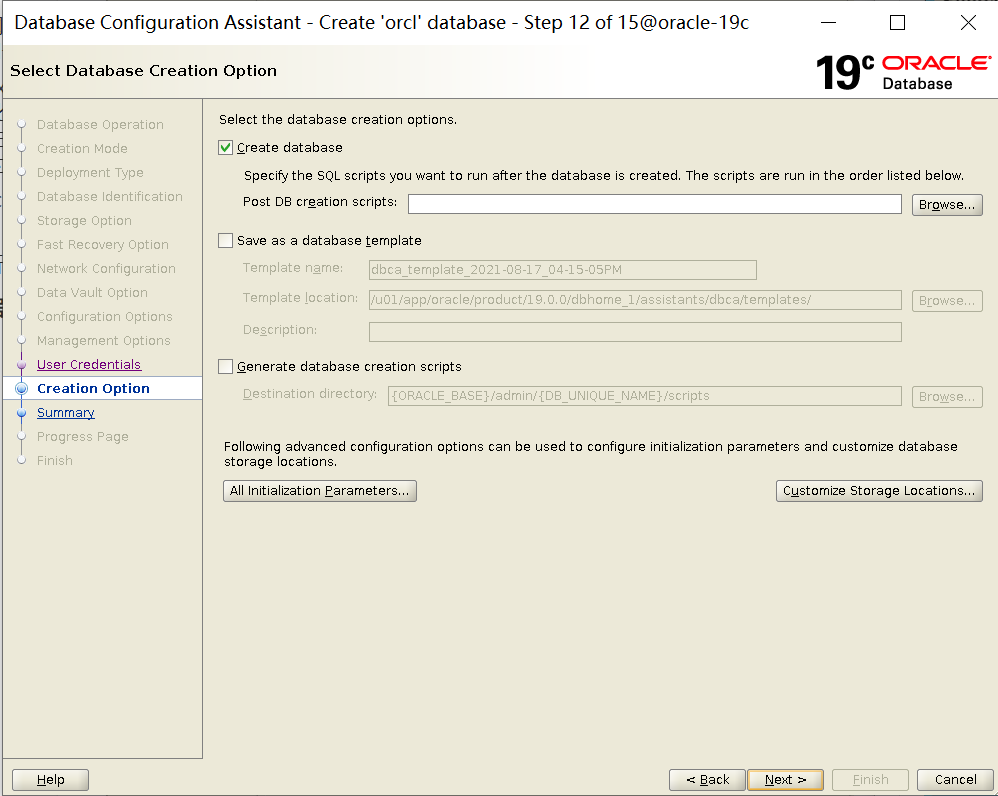 Database Configuration Assistant - Create 'orcl' database - Step 12 of 15@oracle-19c
Select Database Creation Option
19c ORACLE
Database
Database Operation
Creation Mode
Deployment Type
Database Identification
Storage Option
Fast Recovery Option
Network Configuration
Data Vault Option
Configuration Options
Management Options
User Credentials
Creation Option
Summary
Progress Page
Finish
Select the database creation options.
Create database
Specify the SQL scripts you want to run after the database is created. The scripts are run in the order listed below.
Post DB creation scripts: Browse...
Save as a database template
Template name: dbca_template_2021-08-17_04-15-05PM
Template location: /u01/app/oracle/product/19.0.0/dbhome_1/assistants/dbca/templates/ Browse...
Description:
Generate database creation scripts
Destination directory: {ORACLE_BASE}/admin/{DB_UNIQUE_NAME}/scripts Browse...
Following advanced configuration options can be used to configure initialization parameters and customize database
storage locations.
All Initialization Parameters... Customize Storage Locations...
Help < Back Next > Finish Cancel